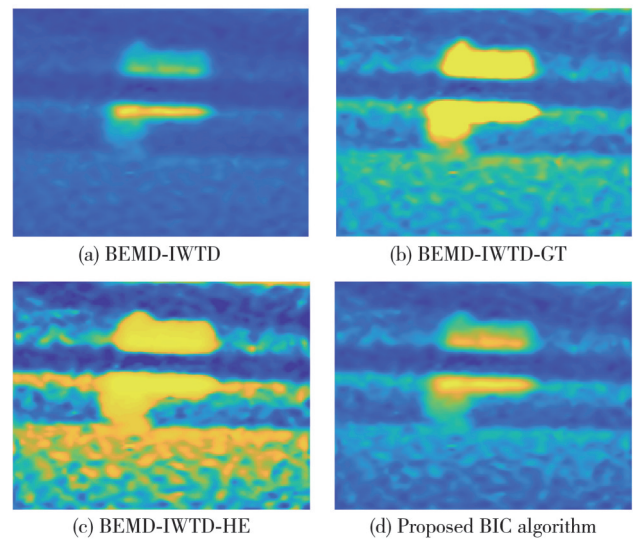 (a) BEMD-IWTD
(b) BEMD-IWTD-GT
(c) BEMD-IWTD-HE
(d) Proposed BIC algorithm